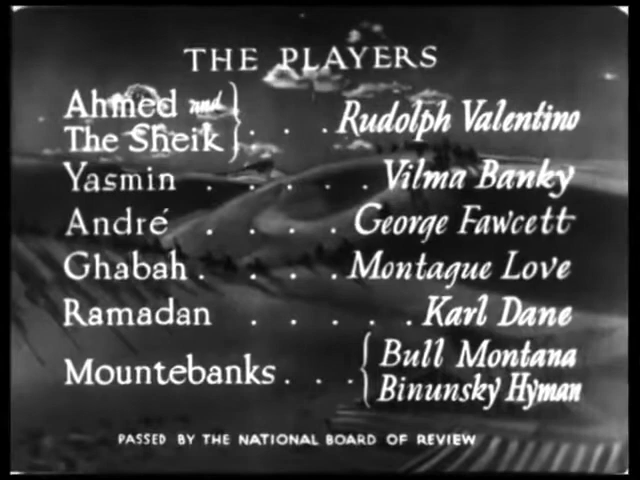 THE PLAYERS
Ahmed and
The Sheik . . . Rudolph Valentino
Yasmin . . . . . Vilma Banky
André . . . . George Fawcett
Ghabah . . . . Montague Love
Ramadan . . . . . Karl Dane
Mountebanks . . . Bull Montana
Binunsky Hyman
PASSED BY THE NATIONAL BOARD OF REVIEW